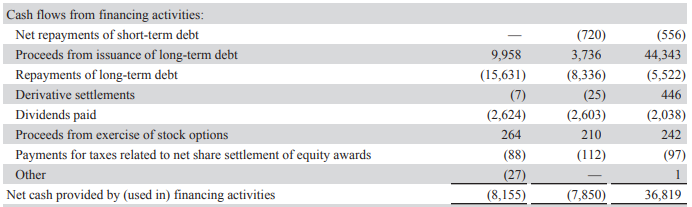 Cash flows from financing activities:
Net repayments of short-term debt — (720) (556)
Proceeds from issuance of long-term debt 9,958 3,736 44,343
Repayments of long-term debt (15,631) (8,336) (5,522)
Derivative settlements (7) (25) 446
Dividends paid (2,624) (2,603) (2,038)
Proceeds from exercise of stock options 264 210 242
Payments for taxes related to net share settlement of equity awards (88) (112) (97)
Other (27) — 1
Net cash provided by (used in) financing activities (8,155) (7,850) 36,819